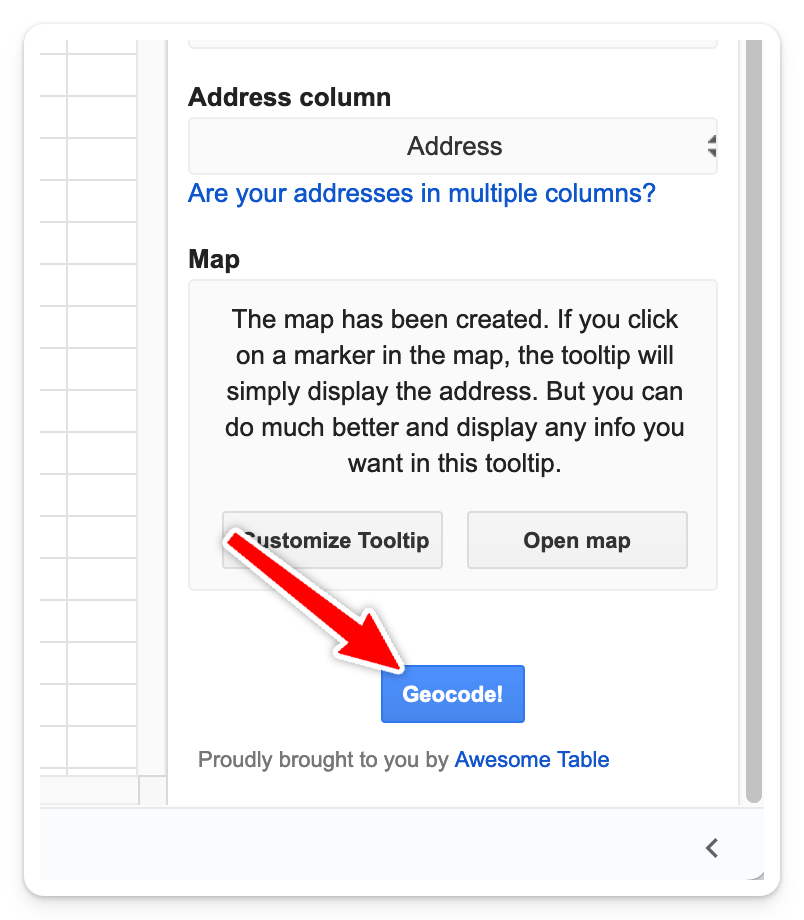 Address column
Address
Are your addresses in multiple columns?
Map
The map has been created. If you click
on a marker in the map, the tooltip will
simply display the address. But you can
do much better and display any info you
want in this tooltip.
Customize Tooltip
Open map
Geocode!
Proudly brought to you by Awesome Table